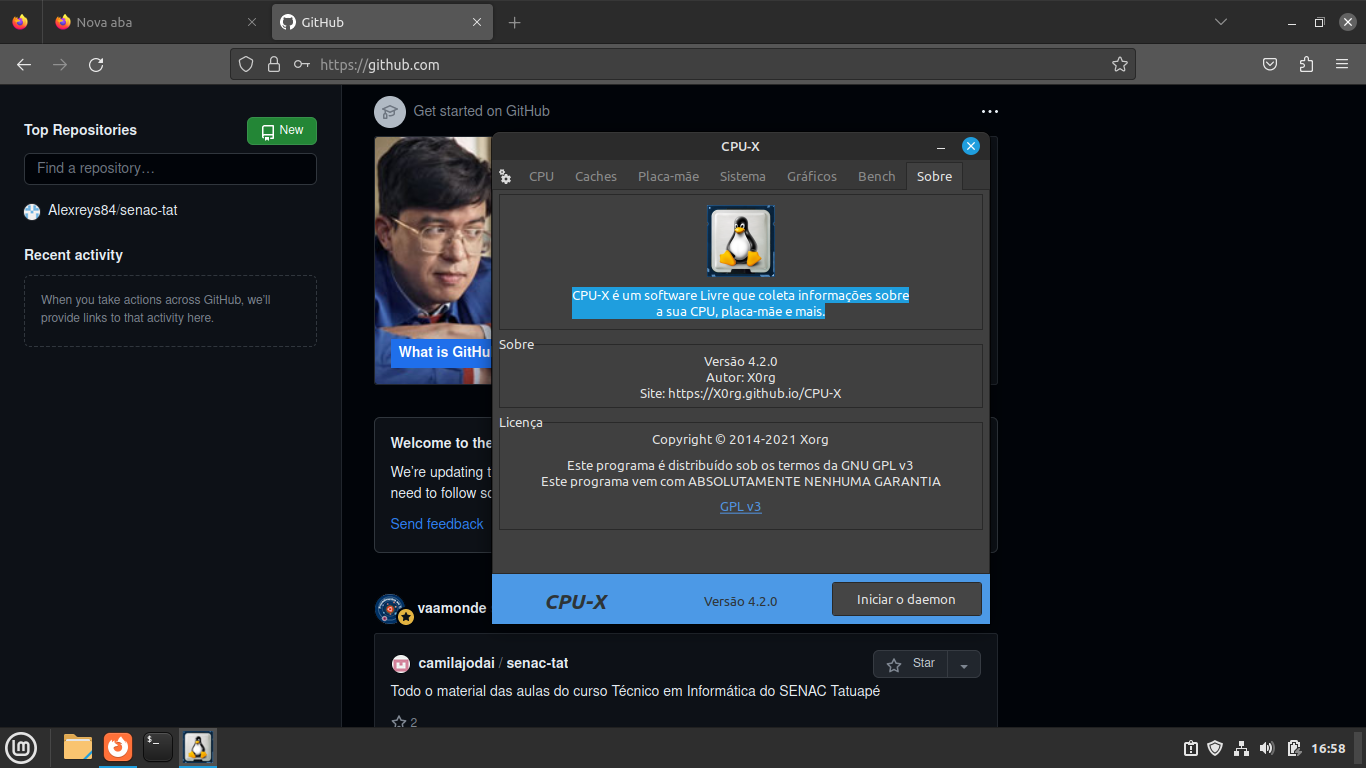 Nova aba
GitHub
https://github.com
Top Repositories
New
Find a repository…
Alexreys84/senac-tat
Recent activity
When you take actions across GitHub, we'll
provide links to that activity here.
Get started on GitHub
What is GitHu
Welcome to the
We're updating t
need to follow so
Send feedback
vaamonde
camilajodai / senac-tat
Star
Todo o material das aulas do curso Técnico em Informática do SENAC Tatuapé
2
CPU-X
CPU
Caches
Placa-mãe
Sistema
Gráficos
Bench
Sobre
CPU-X é um software Livre que coleta informações sobre
a sua CPU, placa-mãe e mais.
Sobre
Versão 4.2.0
Autor: X0rg
Site: https://X0rg.github.io/CPU-X
Licença
Copyright © 2014-2021 Xorg
Este programa é distribuído sob os termos da GNU GPL v3
Este programa vem com ABSOLUTAMENTE NENHUMA GARANTIA
GPL v3
CPU-X
Versão 4.2.0
Iniciar o daemon
16:58